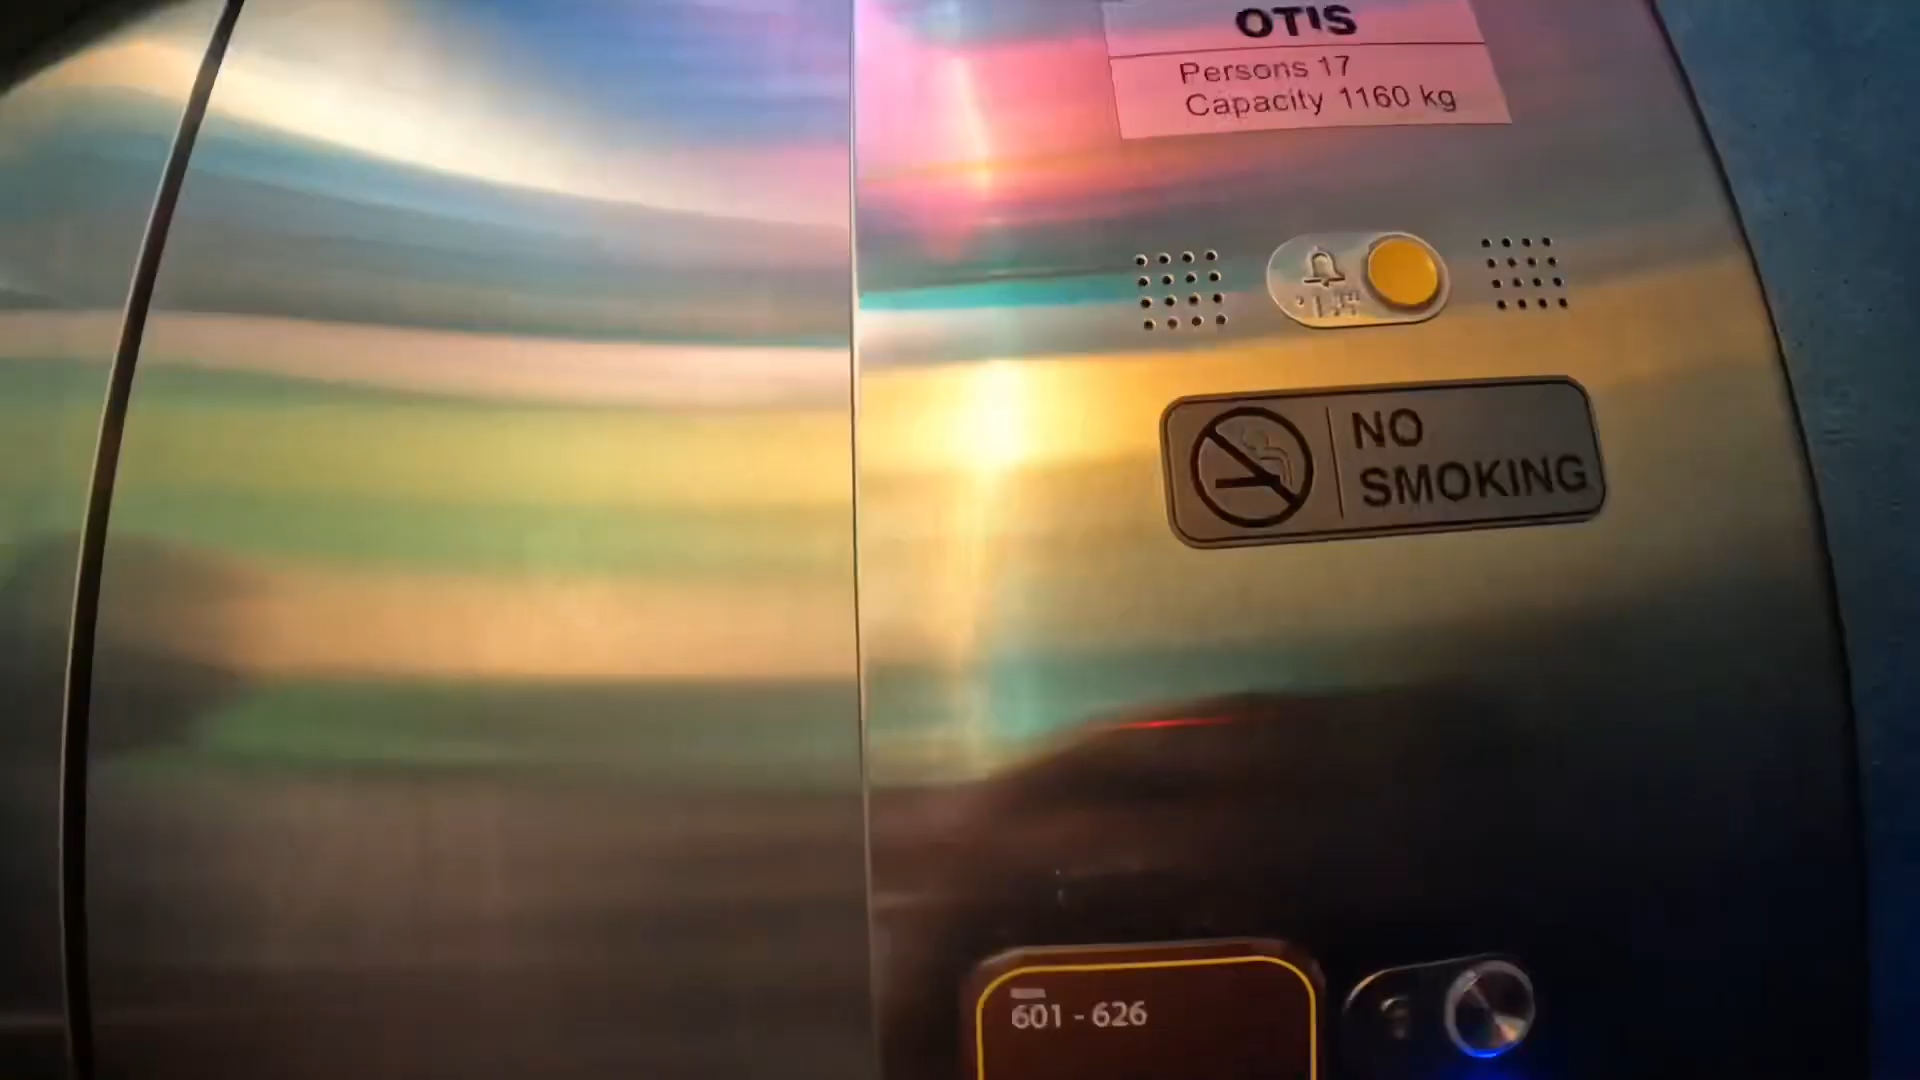 OTIS
Persons 17
Capacity 1160 kg
NO
SMOKING
601 - 626